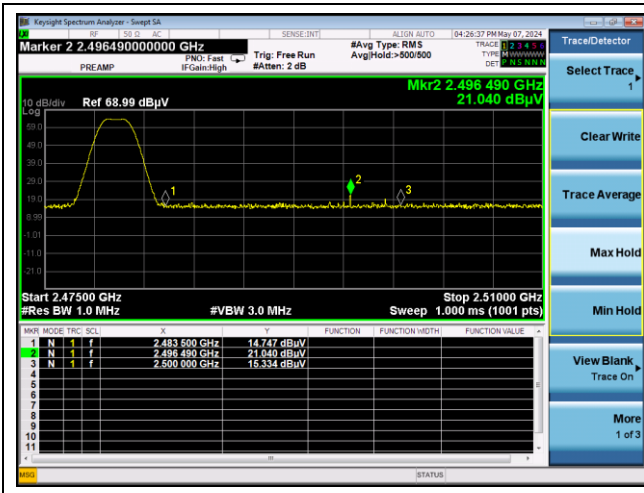 Keysight Spectrum Analyzer - Swept SA
RF 50 Ω AC SENSE:INT ALIGN AUTO 04:26:37 PM May 07, 2024
Marker 2 2.496490000000 GHz
PREAMP
PNO: Fast
IFGain:High
Trig: Free Run
#Atten: 2 dB
#Avg Type: RMS
Avg|Hold:>500/500
TRACE 1 2 3 4 5 6
TYPE M WWWWW
DET P N S N N N
Mkr2 2.496 490 GHz
21.040 dBµV
10 dB/div Ref 68.99 dBµV
Log
59.0
49.0
39.0
29.0
19.0
8.99
-1.01
-11.0
-21.0
1
2
3
Start 2.47500 GHz Stop 2.51000 GHz
#Res BW 1.0 MHz #VBW 3.0 MHz Sweep 1.000 ms (1001 pts)
MKR MODE TRC SCL X Y FUNCTION FUNCTION WIDTH FUNCTION VALUE
1 N 1 f 2.483 500 GHz 14.747 dBuV
2 N 1 f 2.496 490 GHz 21.040 dBuV
3 N 1 f 2.500 000 GHz 15.334 dBuV
4
5
6
7
8
9
10
11
MSG STATUS
Trace/Detector
Select Trace
1
Clear Write
Trace Average
Max Hold
Min Hold
View Blank
Trace On
More
1 of 3